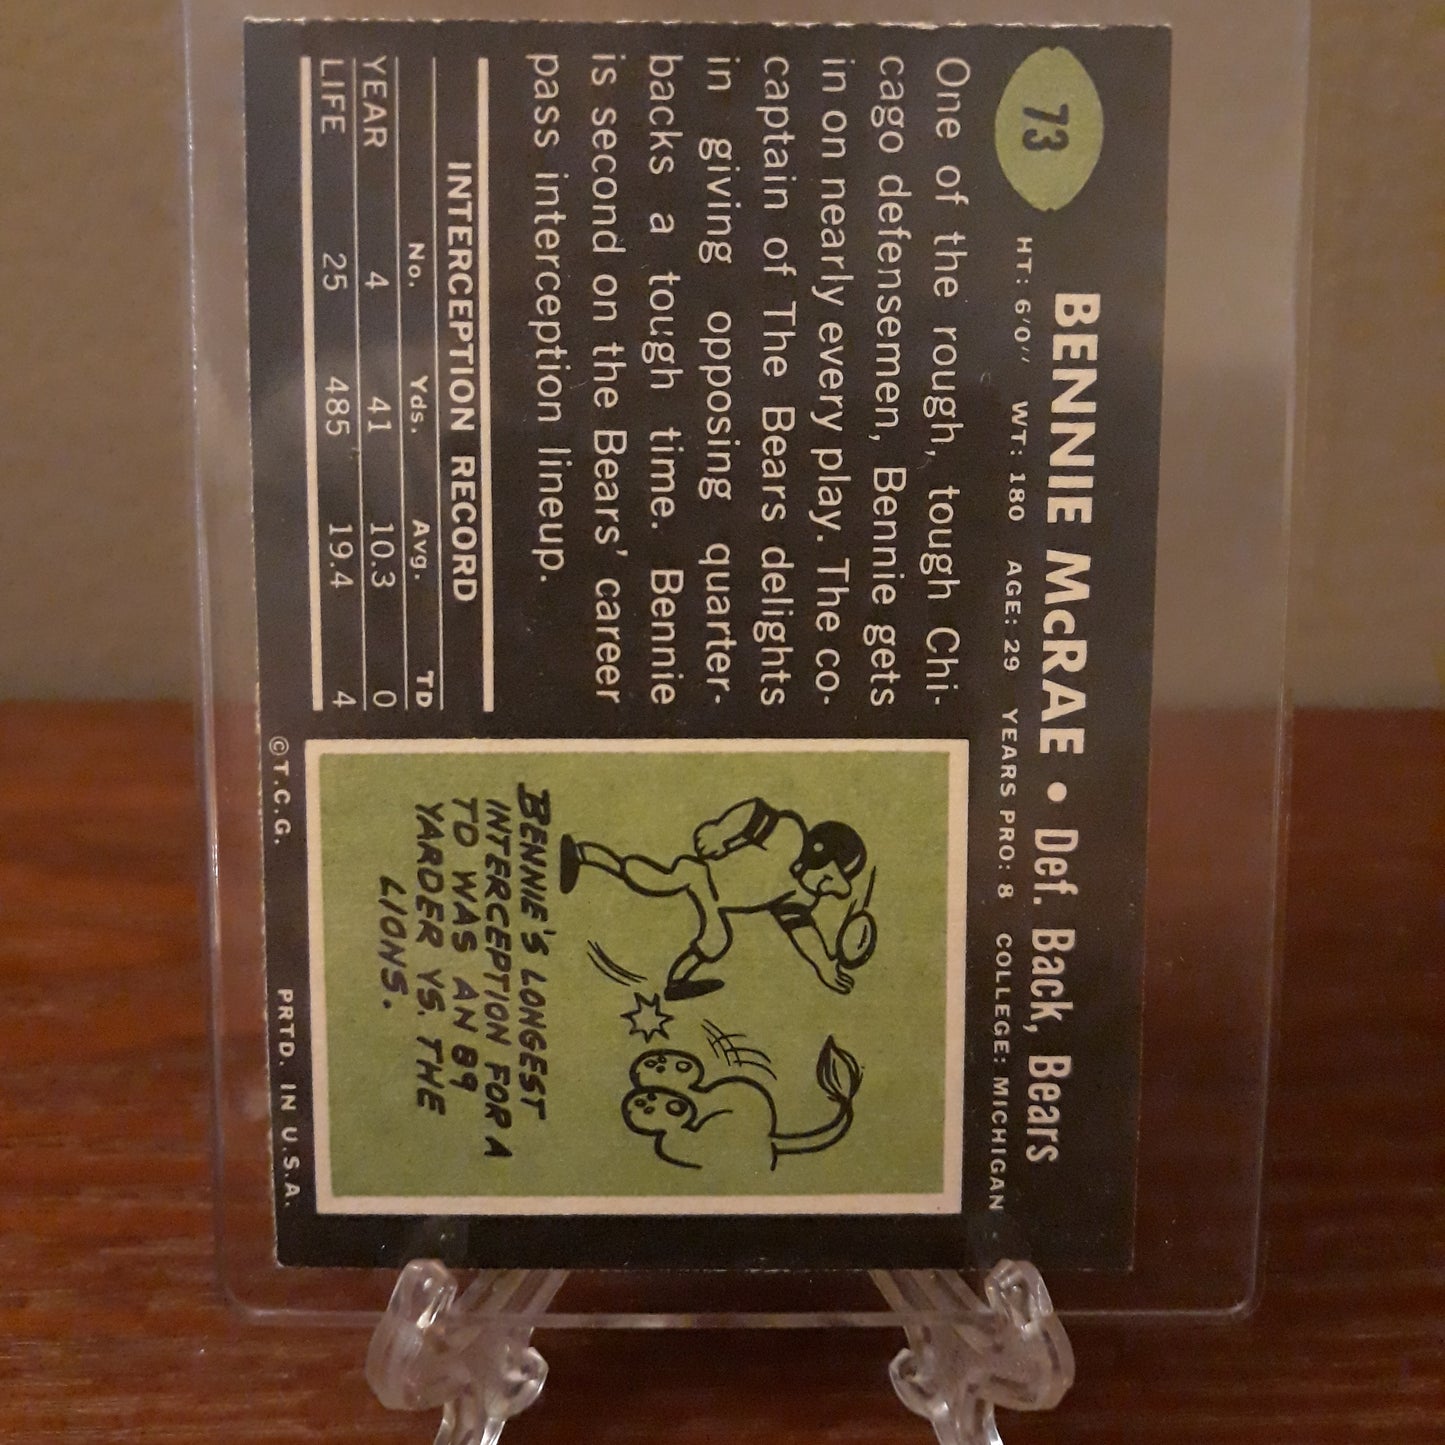 73
BENNIE McRAE • Def. Back, Bears
HT: 6'0" WT: 180 AGE: 29 YEARS PRO: 8 COLLEGE: MICHIGAN
One of the rough, tough Chi-
cago defensemen, Bennie gets
in on nearly every play. The co-
captain of The Bears delights
in giving opposing quarter-
backs a tough time. Bennie
is second on the Bears' career
pass interception lineup.
INTERCEPTION RECORD
No. Yds. Avg. TD
YEAR 4 41 10.3 0
LIFE 25 485 19.4 4
BENNIE'S LONGEST
INTERCEPTION FOR A
TD WAS AN 89
YARDER VS. THE
LIONS.
©T.C.G. PRTD. IN U.S.A.